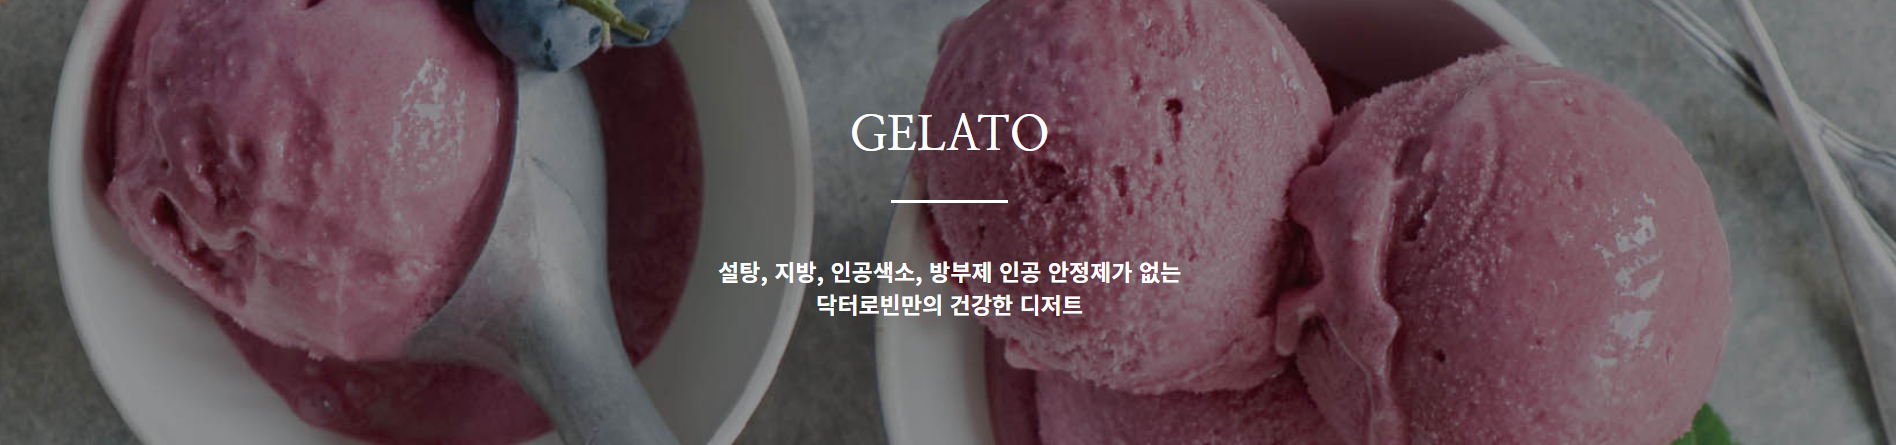 GELATO
설탕, 지방, 인공색소, 방부제 인공 안정제가 없는
닥터로빈만의 건강한 디저트